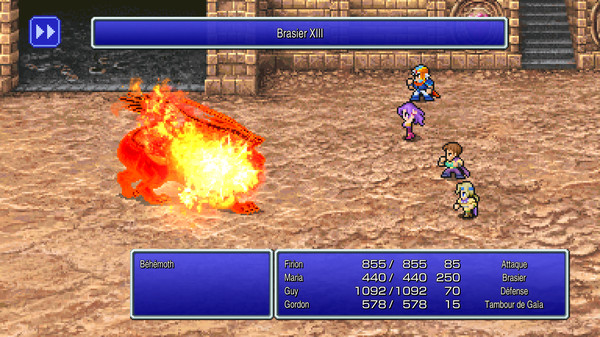 Brasier XIII
Behemoth
Firion 855/ 855 85 Attaque
Maria 440/ 440 250 Brasier
Guy 1092/1092 70 Défense
Gordon 578/ 578 15 Tambour de Gaïa